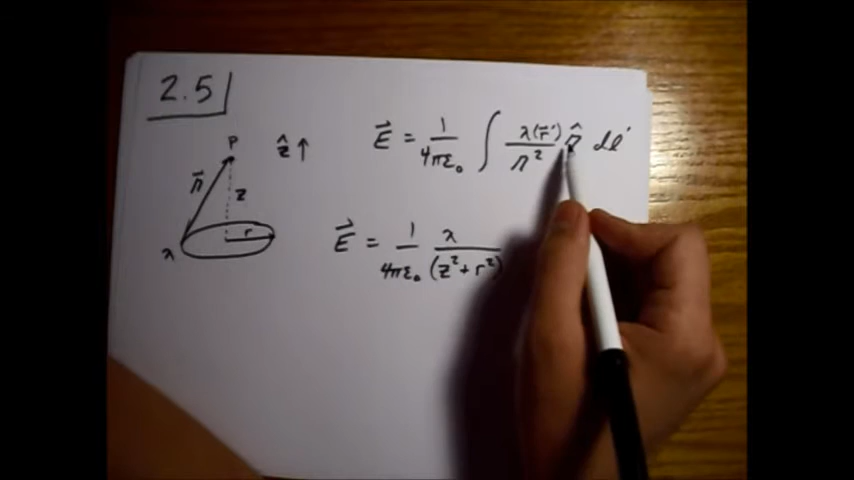 2.5
P
ẑ↑
E⃗ = 1/4πε₀ ∫ λ(r⃗')/r² r̂ dl'
r⃗
z
r
λ
E⃗ = 1/4πε₀ λ/(z²+r²)